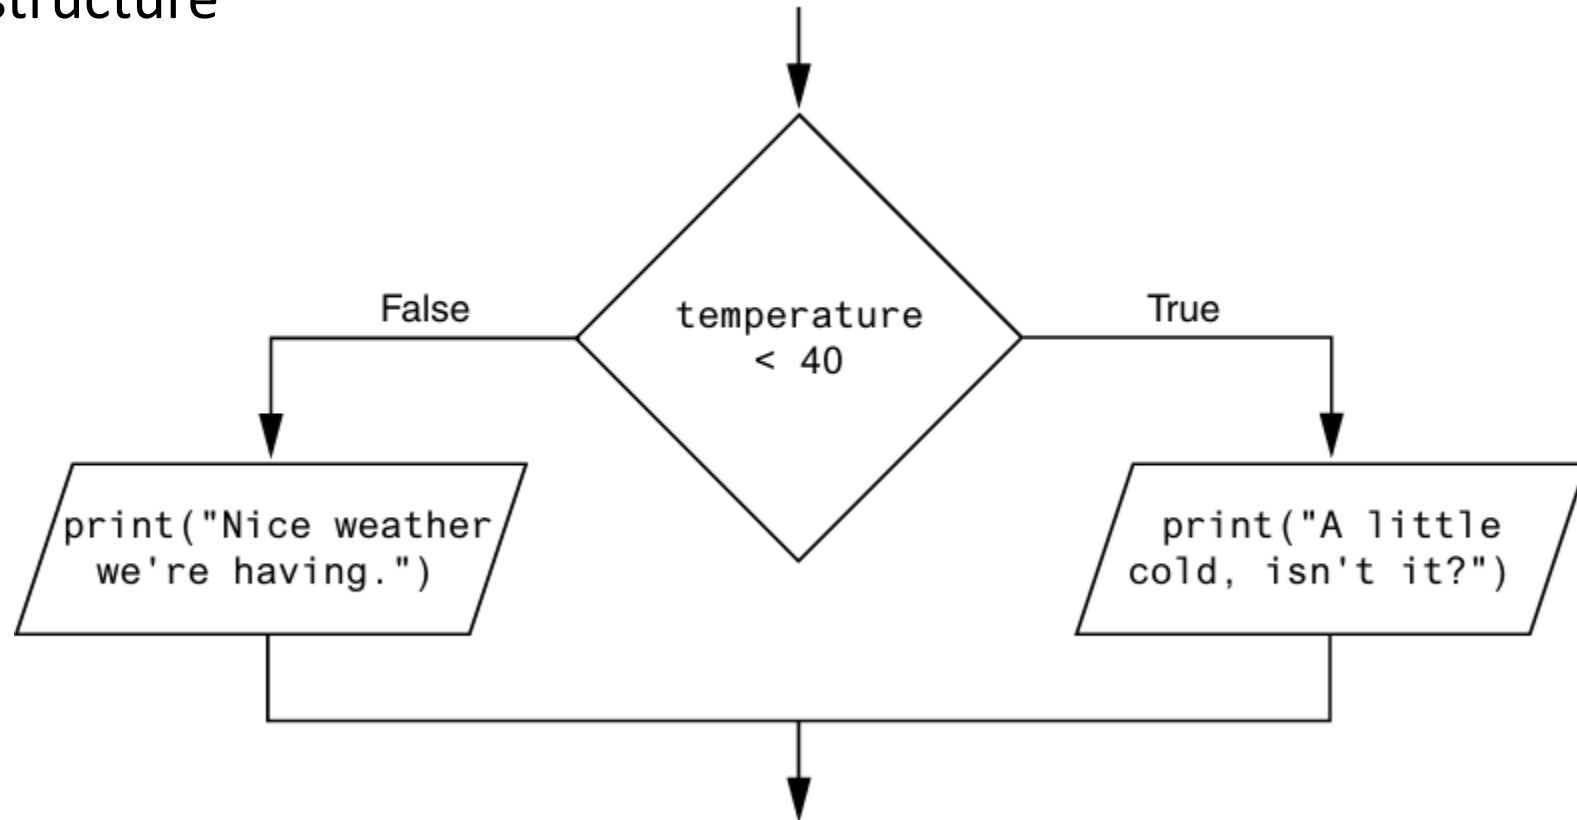 structure
False
temperature
< 40
True
print("Nice weather
we're having.")
print("A little
cold, isn't it?")